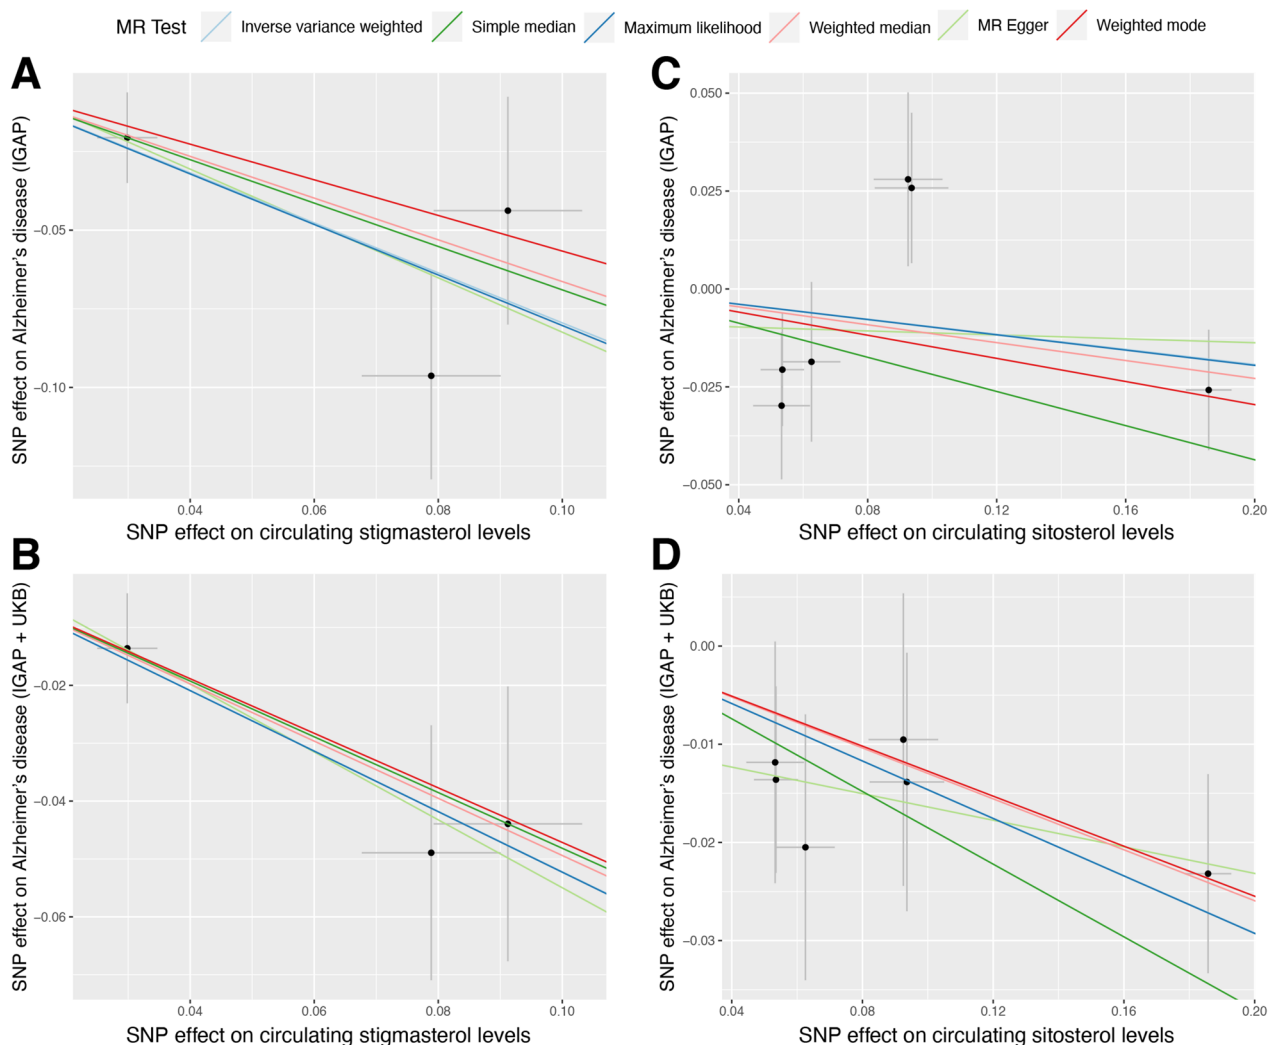 MR Test Inverse variance weighted Simple median Maximum likelihood Weighted median MR Egger Weighted mode
A
SNP effect on Alzheimer's disease (IGAP)
−0.05
−0.10
0.04 0.06 0.08 0.10
SNP effect on circulating stigmasterol levels
C
SNP effect on Alzheimer's disease (IGAP)
0.050
0.025
0.000
−0.025
−0.050
0.04 0.08 0.12 0.16 0.20
SNP effect on circulating sitosterol levels
B
SNP effect on Alzheimer's disease (IGAP + UKB)
−0.02
−0.04
−0.06
0.04 0.06 0.08 0.10
SNP effect on circulating stigmasterol levels
D
SNP effect on Alzheimer's disease (IGAP + UKB)
0.00
−0.01
−0.02
−0.03
0.04 0.08 0.12 0.16 0.20
SNP effect on circulating sitosterol levels